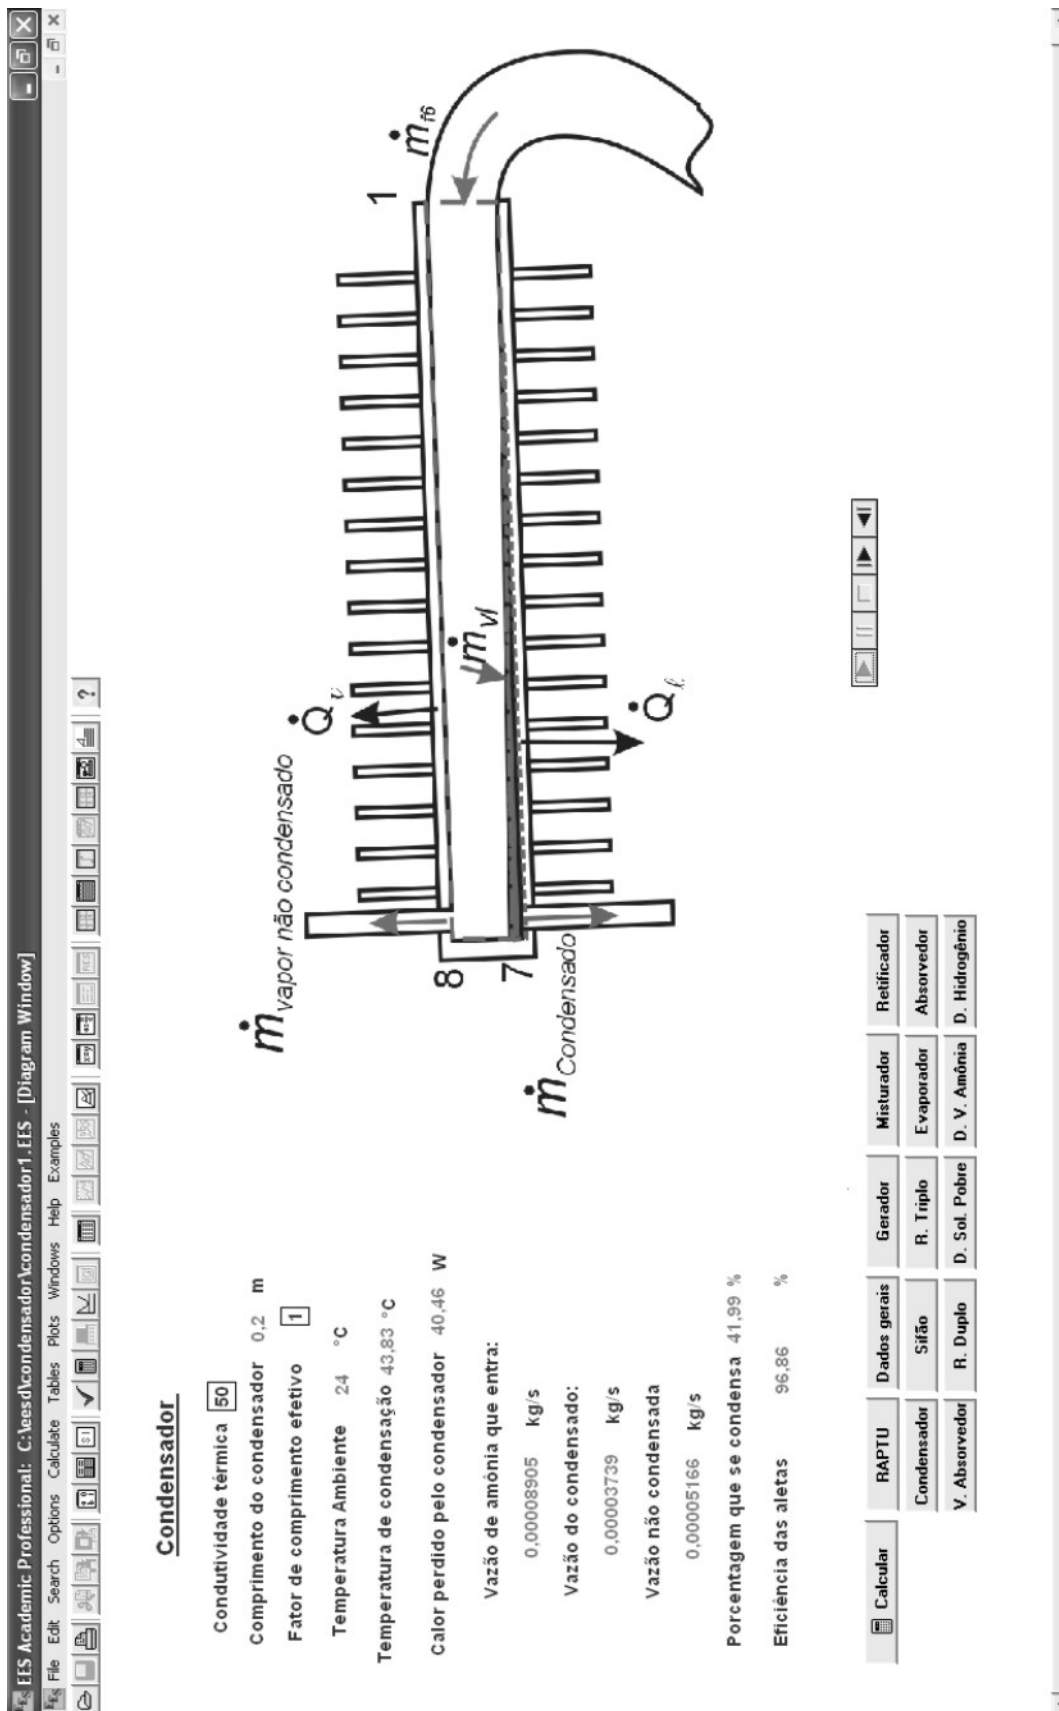 EES Academic Professional: C:\eesd\condensador\condensador1.EES - [Diagram Window]
File Edit Search Options Calculate Tables Plots Windows Help Examples
Condensador
Condutividade térmica 50
Comprimento do condensador 0,2 m
Fator de comprimento efetivo 1
Temperatura Ambiente 24 °C
Temperatura de condensação 43,83 °C
Calor perdido pelo condensador 40,46 W
Vazão de amônia que entra:
0,00008905 kg/s
Vazão do condensado:
0,00003739 kg/s
Vazão não condensada
0,00005166 kg/s
Porcentagem que se condensa 41,99 %
Eficiência das aletas 96,86 %
ṁ vapor não condensado
Q̇ v
ṁ f6
1
8
7
ṁ vl
ṁ Condensado
Q̇ ℓ
Calcular RAPTU Dados gerais Gerador Misturador Retificador
Condensador Sifão R. Triplo Evaporador Absorvedor
V. Absorvedor R. Duplo D. Sol. Pobre D. V. Amônia D. Hidrogênio